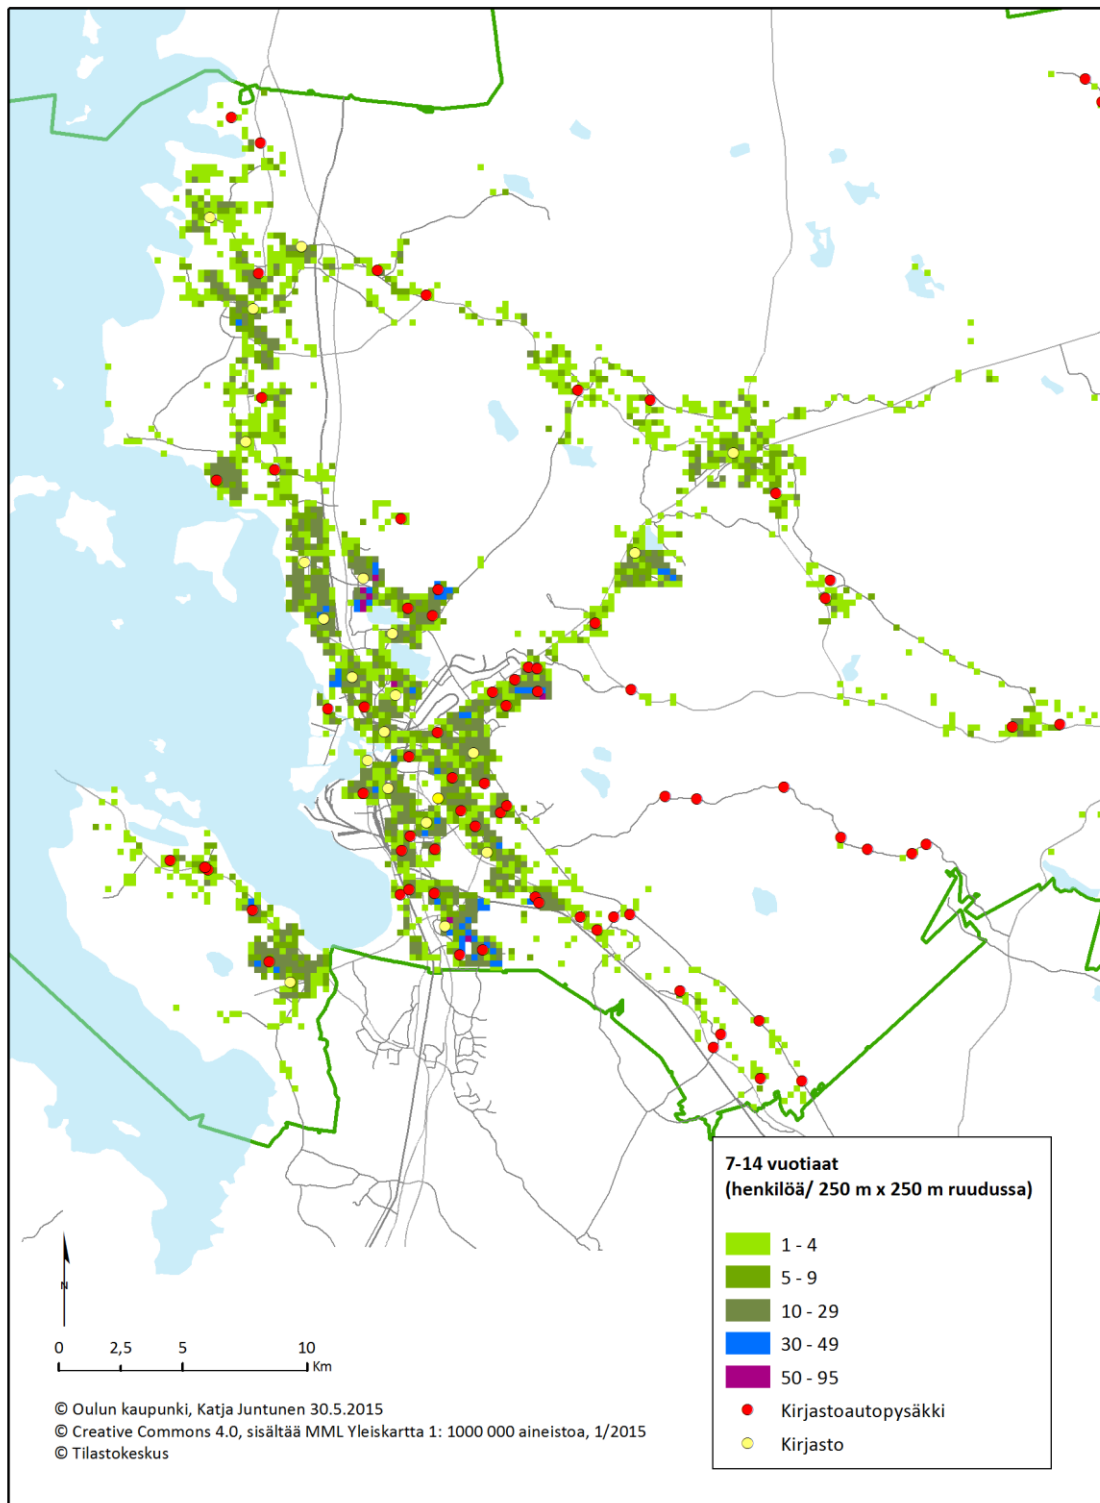 7-14 vuotiaat
(henkilöä/ 250 m x 250 m ruudussa)
1 - 4
5 - 9
10 - 29
30 - 49
50 - 95
Kirjastoautopysäkki
Kirjasto
N
0 2,5 5 10
Km
© Oulun kaupunki, Katja Juntunen 30.5.2015
© Creative Commons 4.0, sisältää MML Yleiskartta 1: 1000 000 aineistoa, 1/2015
© Tilastokeskus